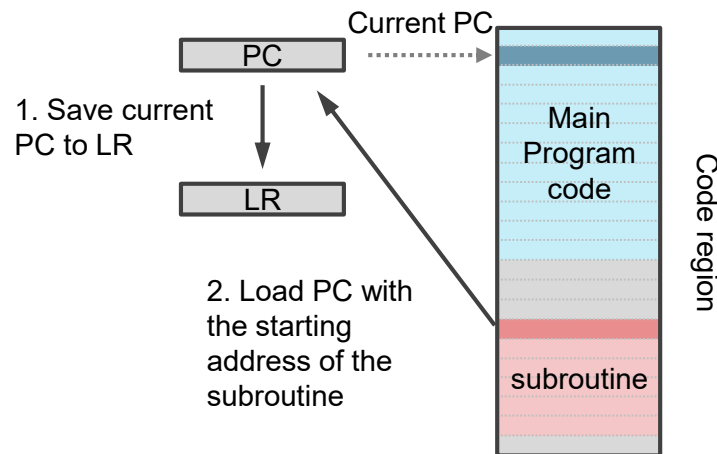 Current PC
PC
1. Save current
PC to LR
LR
Main
Program
code
Code region
2. Load PC with
the starting
address of the
subroutine
subroutine